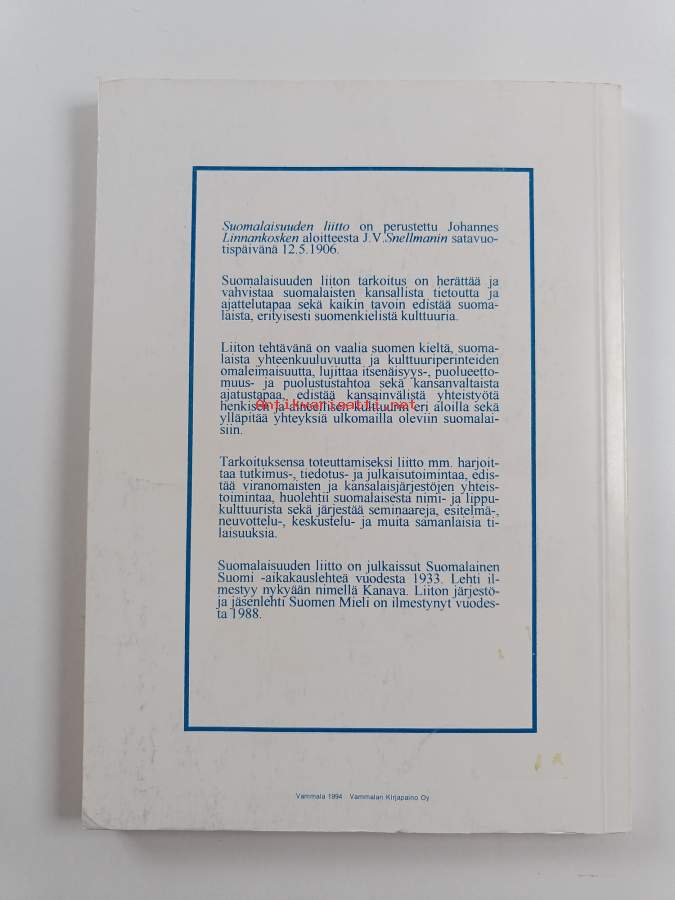 Suomalaisuuden liitto on perustettu Johannes
Linnankosken aloitteesta J.V.Snellmanin satavuo-
tispäivänä 12.5.1906.
Suomalaisuuden liiton tarkoitus on herättää ja
vahvistaa suomalaisten kansallista tietoutta ja
ajattelutapaa sekä kaikin tavoin edistää suoma-
laista, erityisesti suomenkielistä kulttuuria.
Liiton tehtävänä on vaalia suomen kieltä, suoma-
laista yhteenkuuluvuutta ja kulttuuriperinteiden
omaleimaisuutta, lujittaa itsenäisyys-, puolueetto-
muus- ja puolustustahtoa sekä kansanvaltaista
ajatustapaa, edistää kansainvälistä yhteistyötä
henkisen ja aineellisen kulttuurin eri aloilla sekä
antikvariaatti.net
ylläpitää yhteyksiä ulkomailla oleviin suomalai-
siin.
Tarkoituksensa toteuttamiseksi liitto mm. harjoit-
taa tutkimus-, tiedotus- ja julkaisutoimintaa, edis-
tää viranomaisten ja kansalaisjärjestöjen yhteis-
toimintaa, huolehtii suomalaisesta nimi- ja lippu-
kulttuurista sekä järjestää seminaareja, esitelmä-,
neuvottelu-, keskustelu- ja muita samanlaisia ti-
laisuuksia.
Suomalaisuuden liitto on julkaissut Suomalainen
Suomi -aikakauslehteä vuodesta 1933. Lehti il-
mestyy nykyään nimellä Kanava. Liiton järjestö-
ja jäsenlehti Suomen Mieli on ilmestynyt vuodes-
ta 1988.
Vammala 1994 Vammalan Kirjapaino Oy